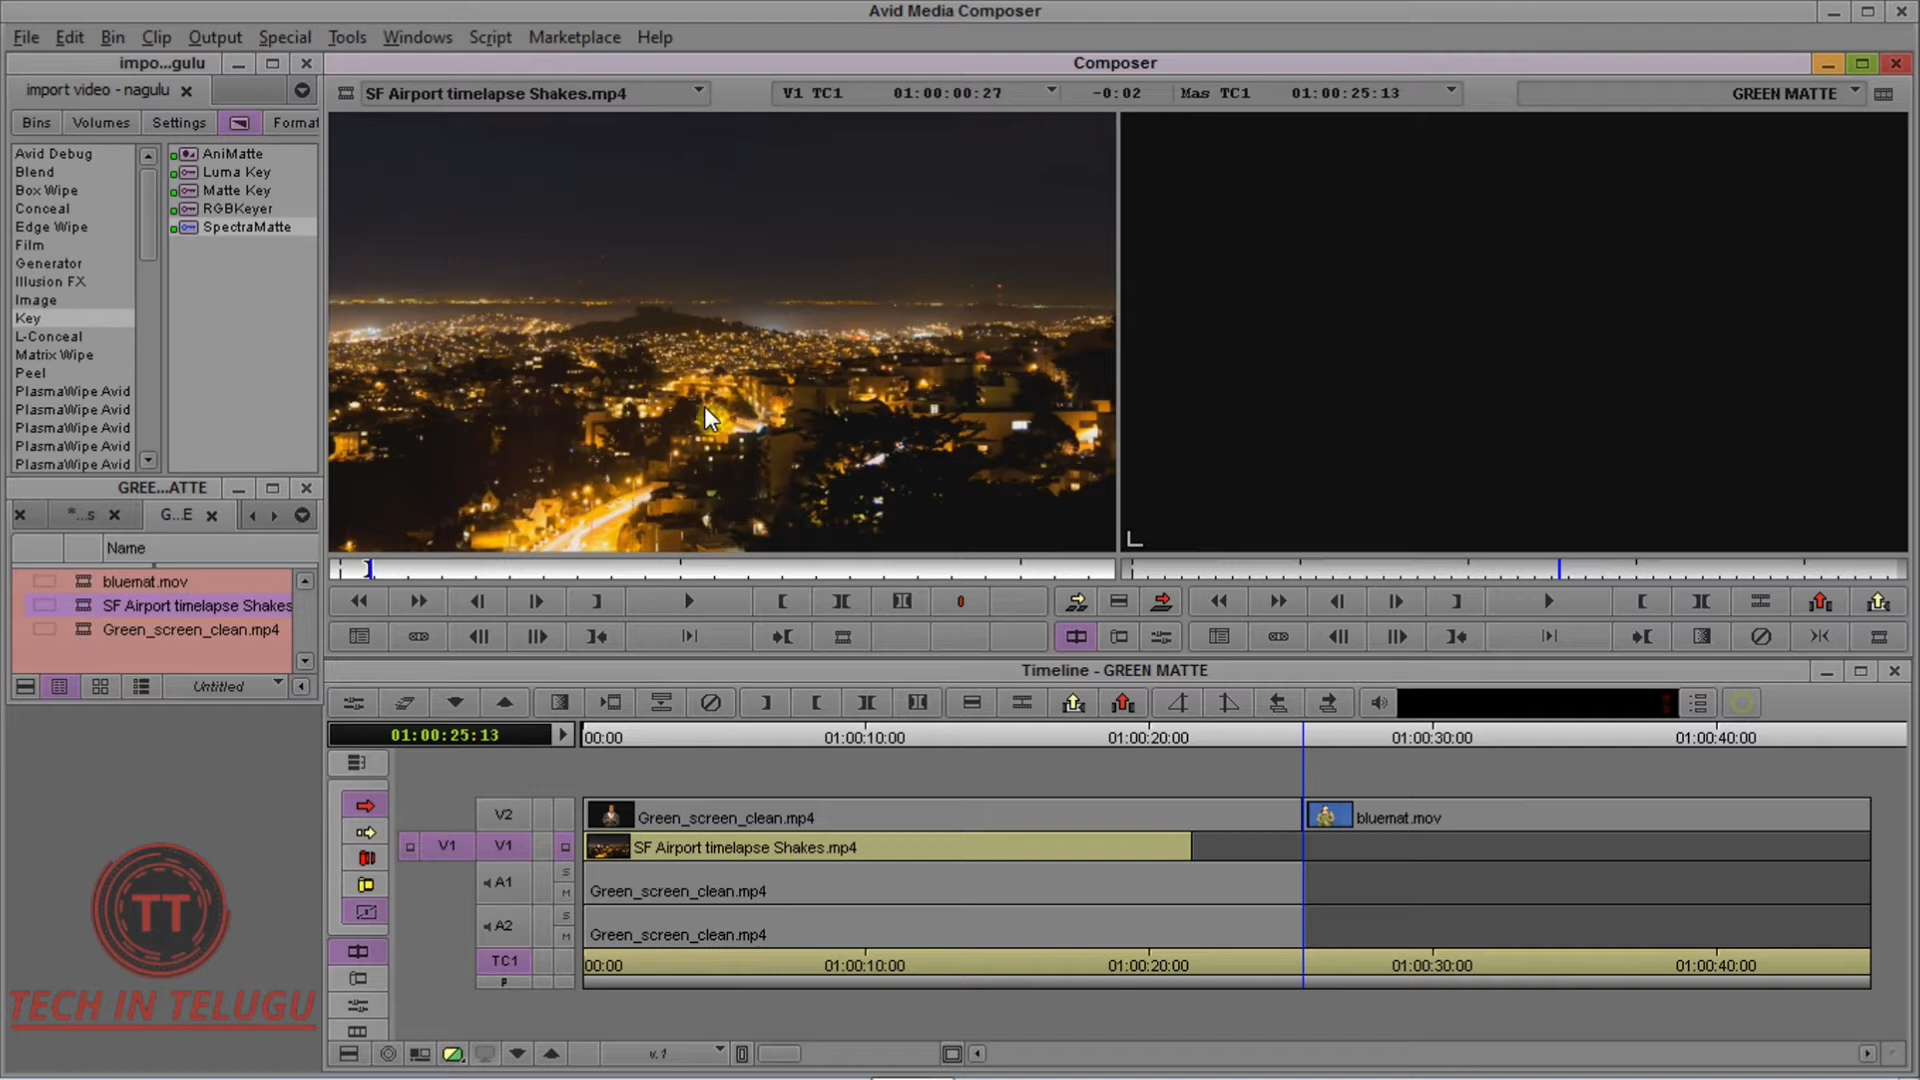 Avid Media Composer
File Edit Bin Clip Output Special Tools Windows Script Marketplace Help
impo...gulu
Composer
import video - nagulu
SF Airport timelapse Shakes.mp4
V1 TC1 01:00:00:27 -0:02 Mas TC1 01:00:25:13
GREEN MATTE
Bins Volumes Settings Format
Avid Debug
Blend
Box Wipe
Conceal
Edge Wipe
Film
Generator
Illusion FX
Image
Key
L-Conceal
Matrix Wipe
Peel
PlasmaWipe Avid
PlasmaWipe Avid
PlasmaWipe Avid
PlasmaWipe Avid
PlasmaWipe Avid
AniMatte
Luma Key
Matte Key
RGBKeyer
SpectraMatte
GREE...ATTE
*...s G...E
Name
bluemat.mov
SF Airport timelapse Shakes
Green_screen_clean.mp4
Untitled
Timeline - GREEN MATTE
01:00:25:13
00:00 01:00:10:00 01:00:20:00 01:00:30:00 01:00:40:00
V2 Green_screen_clean.mp4 bluemat.mov
V1 V1 SF Airport timelapse Shakes.mp4
A1 S M Green_screen_clean.mp4
A2 S M Green_screen_clean.mp4
TC1 00:00 01:00:10:00 01:00:20:00 01:00:30:00 01:00:40:00
v.1
TT
TECH IN TELUGU